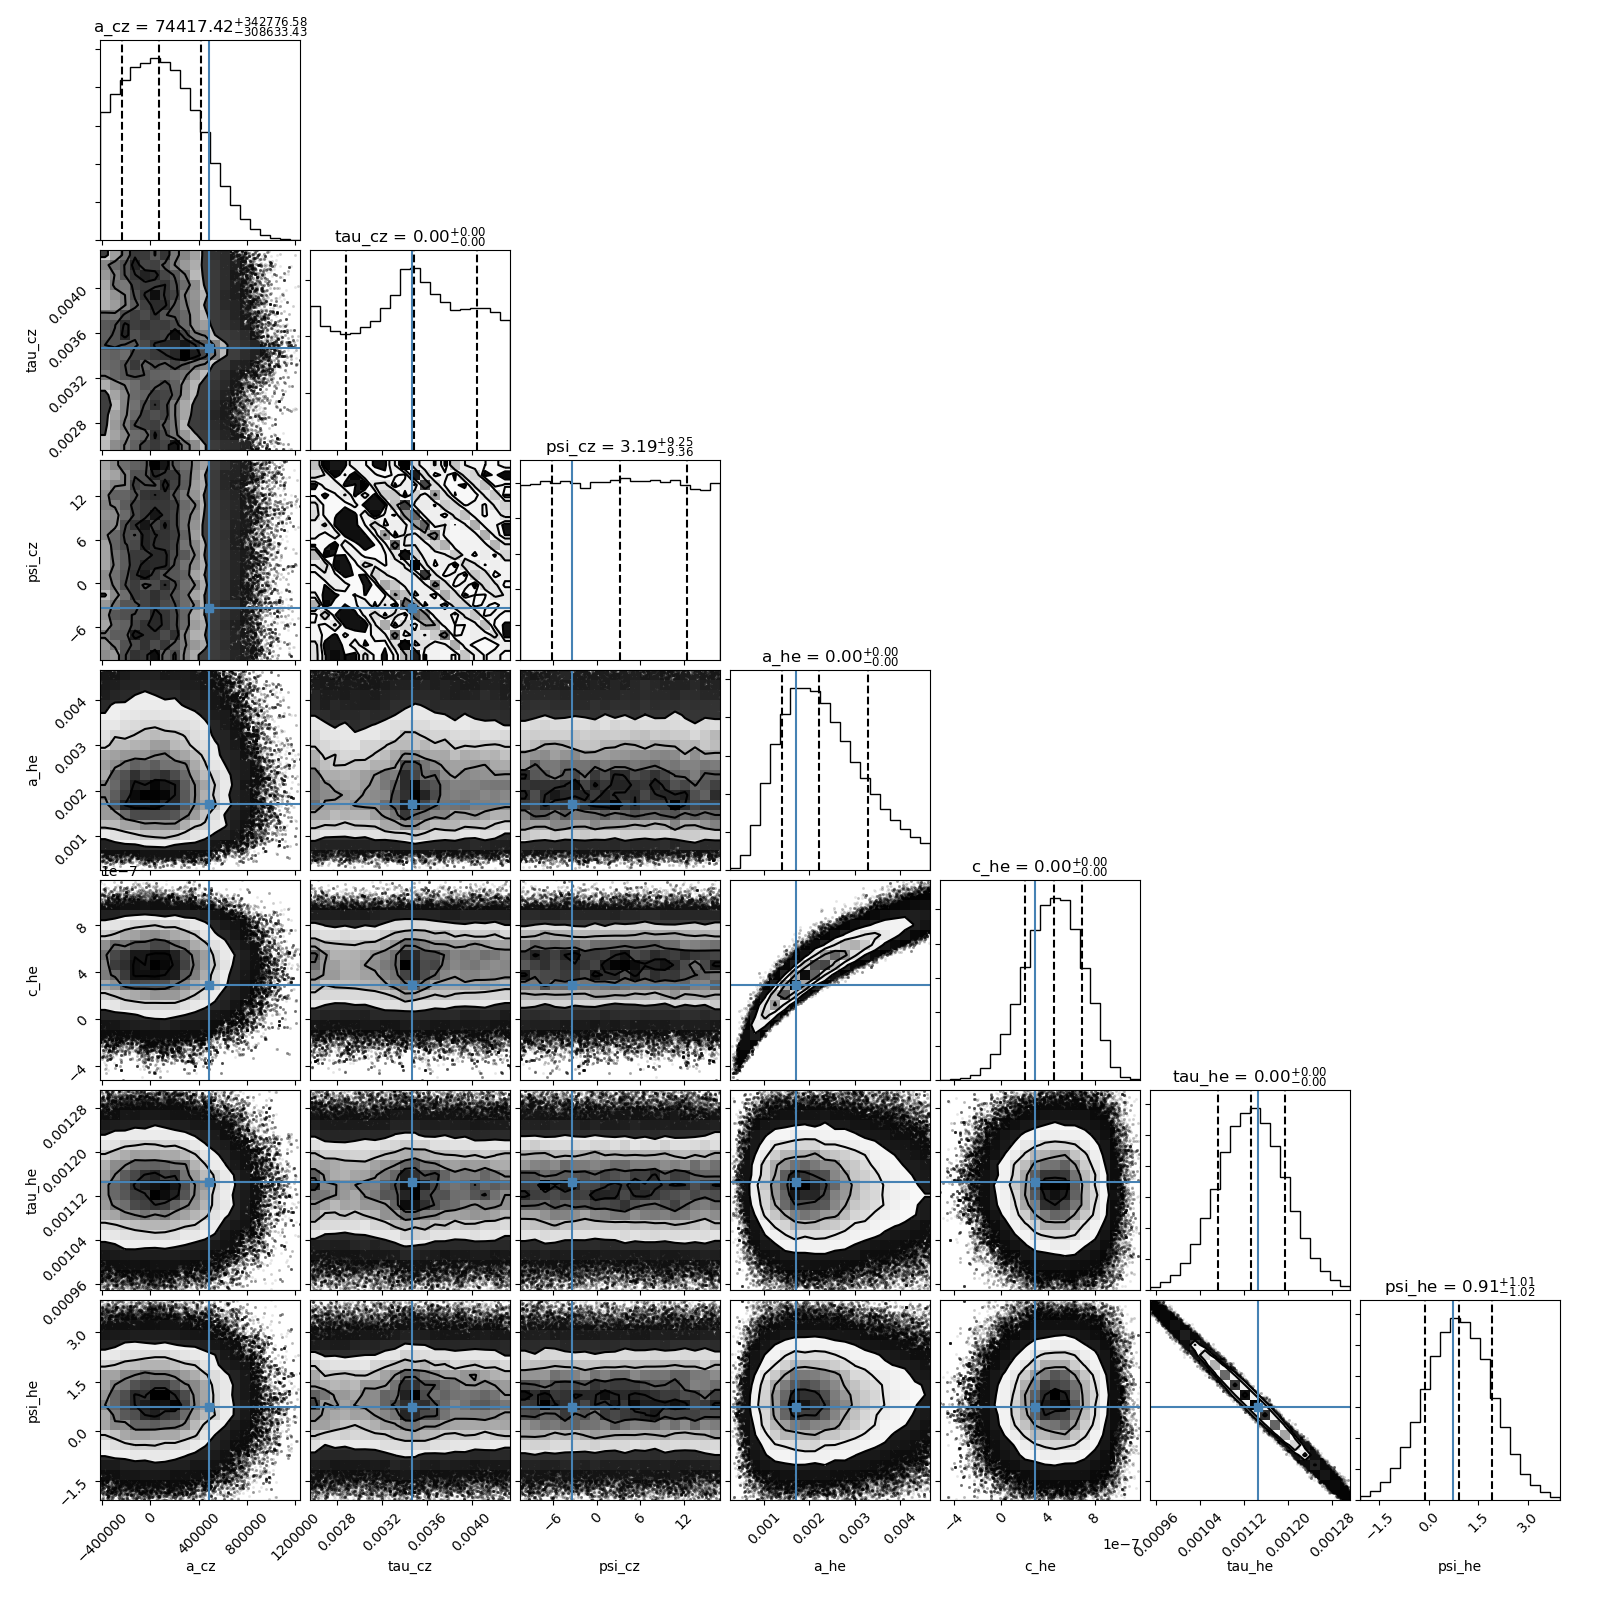 a_cz = 74417.42+342776.58 −308633.43
tau_cz = 0.00+0.00 −0.00
0.0040
0.0036
0.0032
0.0028
tau_cz
psi_cz = 3.19+9.25 −9.36
12
6
0
−6
psi_cz
a_he = 0.00+0.00 −0.00
0.004
0.003
0.002
0.001
a_he
c_he = 0.00+0.00 −0.00
1e−7
8
4
0
−4
c_he
tau_he = 0.00+0.00 −0.00
0.00128
0.00120
0.00112
0.00104
0.00096
tau_he
psi_he = 0.91+1.01 −1.02
3.0
1.5
0.0
−1.5
psi_he
−400000 0 400000 800000 1200000
0.0028 0.0032 0.0036 0.0040
−6 0 6 12
0.001 0.002 0.003 0.004
−4 0 4 8
1e−7
0.00096 0.00104 0.00112 0.00120 0.00128
−1.5 0.0 1.5 3.0
a_cz tau_cz psi_cz a_he c_he tau_he psi_he